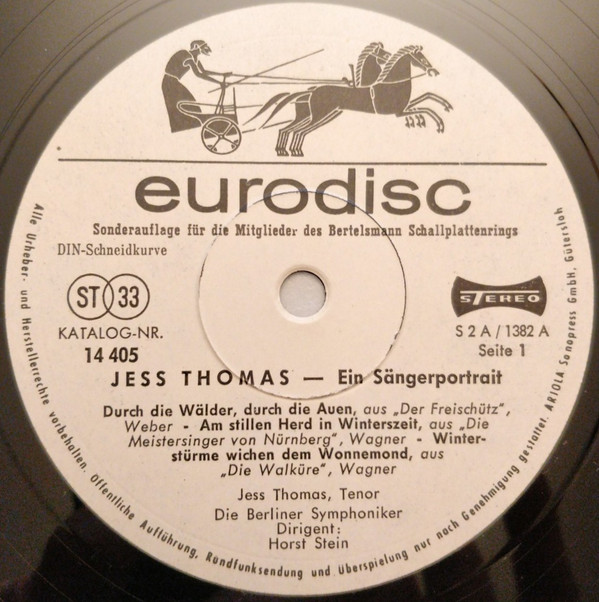 eurodisc
Sonderauflage für die Mitglieder des Bertelsmann Schallplattenrings
DIN-Schneidkurve
ST 33
STEREO
KATALOG-NR.
14 405
S 2 A / 1382 A
Seite 1
JESS THOMAS — Ein Sängerportrait
Durch die Wälder, durch die Auen, aus „Der Freischütz",
Weber - Am stillen Herd in Winterszeit, aus „Die
Meistersinger von Nürnberg", Wagner - Winter-
stürme wichen dem Wonnemond, aus
„Die Walküre", Wagner
Jess Thomas, Tenor
Die Berliner Symphoniker
Dirigent:
Horst Stein
Alle Urheber- und Herstellerrechte vorbehalten. Öffentliche Aufführung, Rundfunksendung und Überspielung nur nach Genehmigung gestattet. ARIOLA Sonopress GmbH, Gütersloh